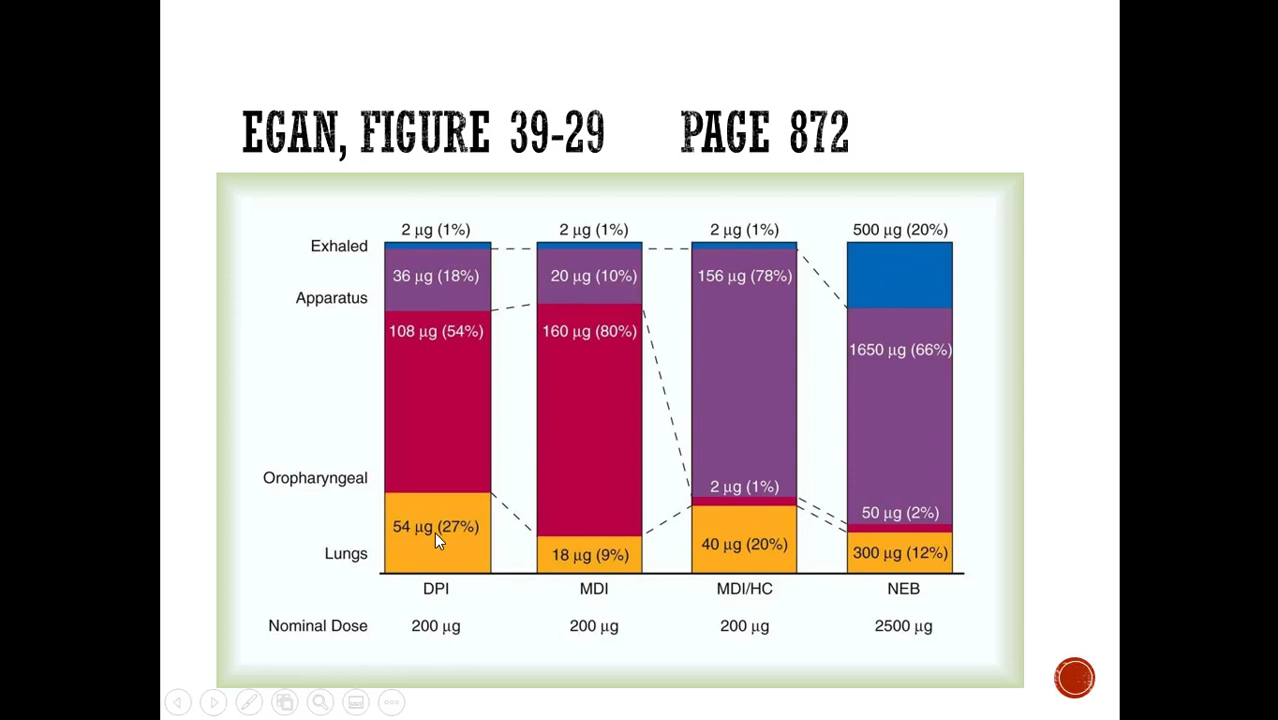 EGAN, FIGURE 39-29 PAGE 872
2 µg (1%) 2 µg (1%) 2 µg (1%) 500 µg (20%)
Exhaled
36 µg (18%) 20 µg (10%) 156 µg (78%)
Apparatus
108 µg (54%) 160 µg (80%)
1650 µg (66%)
Oropharyngeal
2 µg (1%)
50 µg (2%)
54 µg (27%)
40 µg (20%)
Lungs 18 µg (9%) 300 µg (12%)
DPI MDI MDI/HC NEB
Nominal Dose 200 µg 200 µg 200 µg 2500 µg